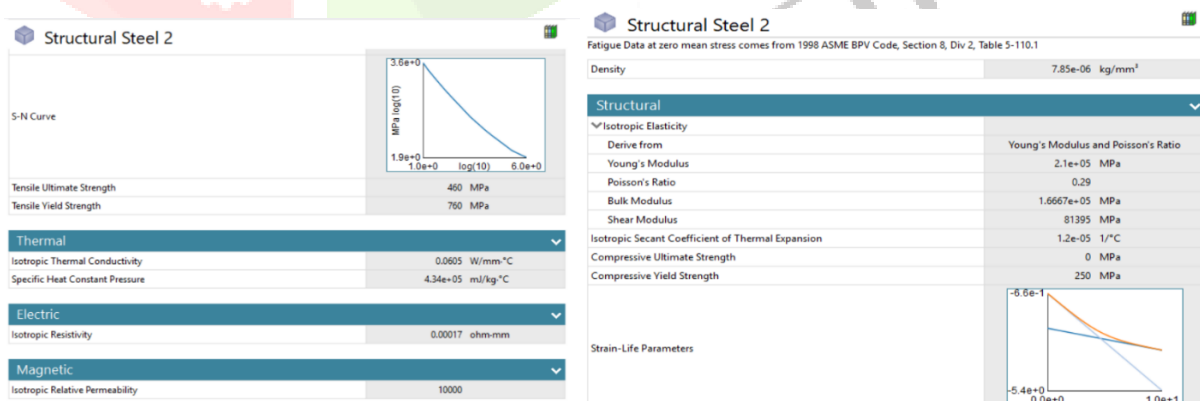 Structural Steel 2
3.6e+0
MPa log(10)
S-N Curve
1.9e+0
1.0e+0 log(10) 6.0e+0
Tensile Ultimate Strength 460 MPa
Tensile Yield Strength 760 MPa
Thermal
Isotropic Thermal Conductivity 0.0605 W/mm·°C
Specific Heat Constant Pressure 4.34e+05 mJ/kg·°C
Electric
Isotropic Resistivity 0.00017 ohm·mm
Magnetic
Isotropic Relative Permeability 10000
Structural Steel 2
Fatigue Data at zero mean stress comes from 1998 ASME BPV Code, Section 8, Div 2, Table 5-110.1
Density 7.85e-06 kg/mm³
Structural
Isotropic Elasticity
Derive from Young's Modulus and Poisson's Ratio
Young's Modulus 2.1e+05 MPa
Poisson's Ratio 0.29
Bulk Modulus 1.6667e+05 MPa
Shear Modulus 81395 MPa
Isotropic Secant Coefficient of Thermal Expansion 1.2e-05 1/°C
Compressive Ultimate Strength 0 MPa
Compressive Yield Strength 250 MPa
-6.6e-1
Strain-Life Parameters
-5.4e+0
0.0e+0 1.0e+1